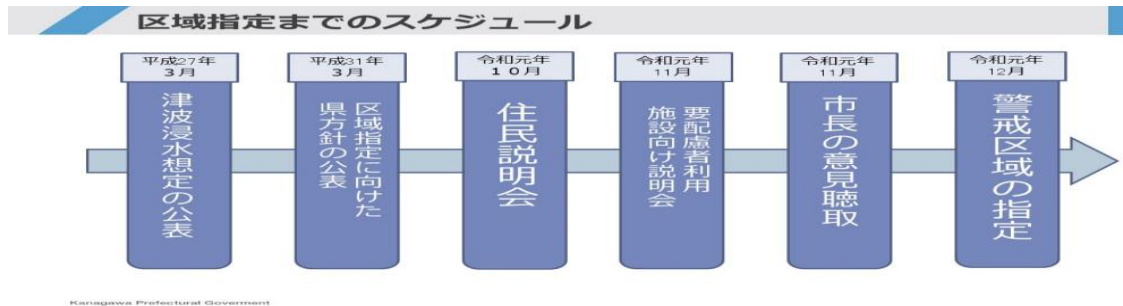 区域指定までのスケジュール
平成27年
3月
津波浸水想定の公表
平成31年
3月
区域指定に向けた
県方針の公表
令和元年
10月
住民説明会
令和元年
11月
要配慮者利用
施設向け説明会
令和元年
11月
市長の意見聴取
令和元年
12月
警戒区域の指定
Kanagawa Prefectural Goverment